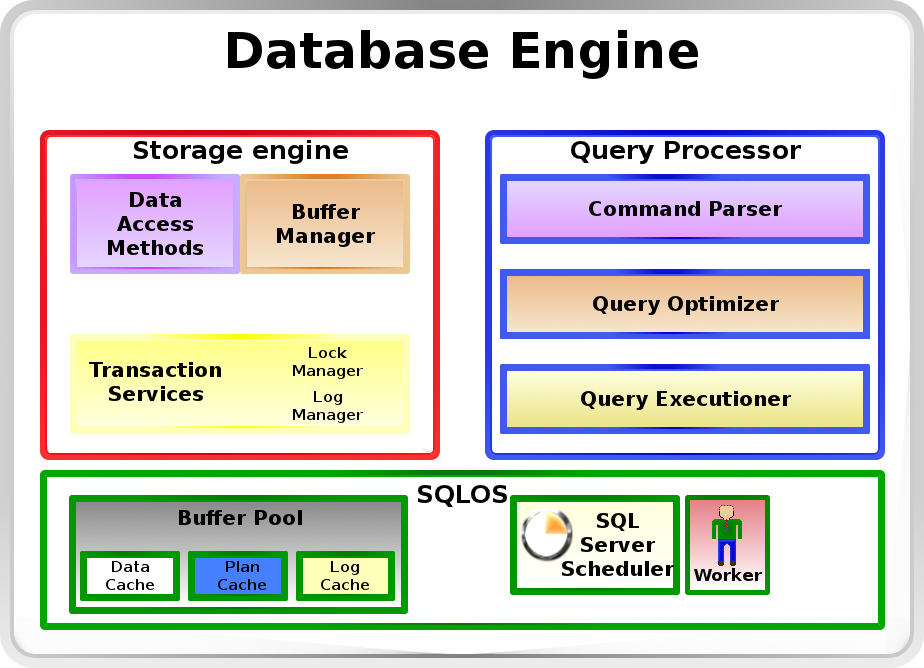 Database Engine
Storage engine
Data
Access
Methods
Buffer
Manager
Transaction
Services
Lock
Manager
Log
Manager
Query Processor
Command Parser
Query Optimizer
Query Executioner
SQLOS
Buffer Pool
Data
Cache
Plan
Cache
Log
Cache
SQL
Server
Scheduler
Worker